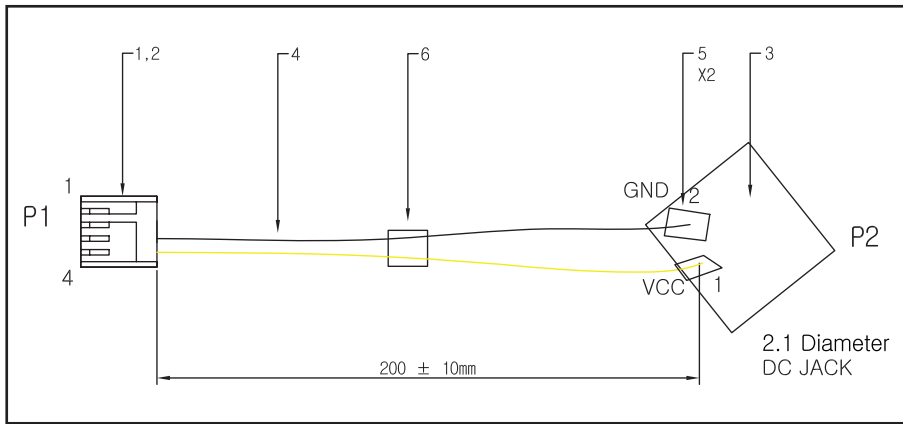 1,2
4
6
5
X2
3
1
GND
2
P1
P2
4
VCC
1
2.1 Diameter
DC JACK
200 ± 10mm